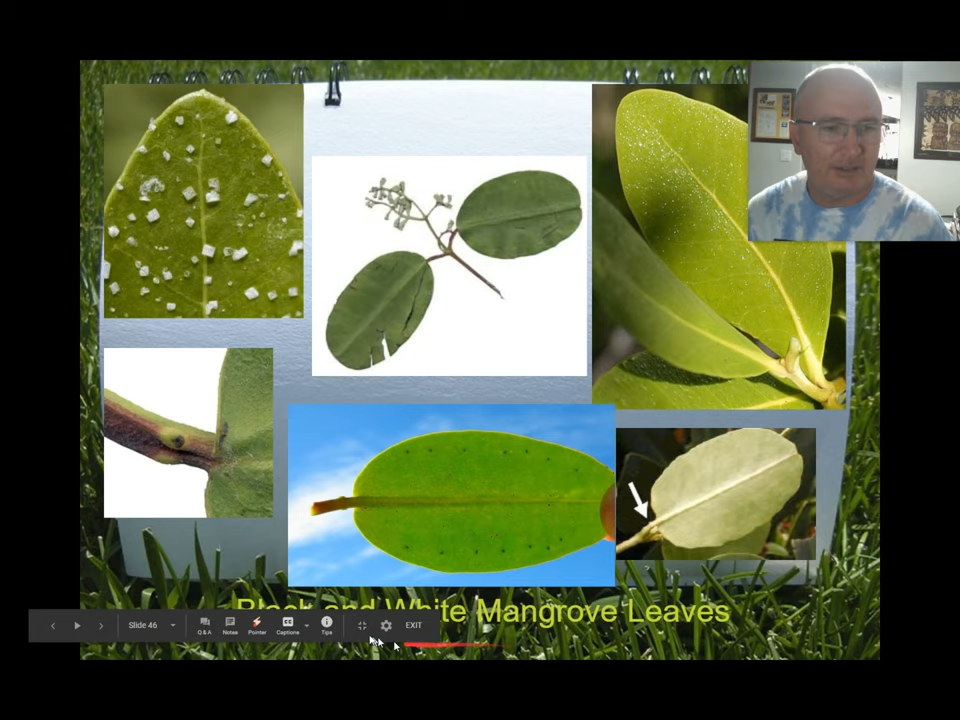 Black and White Mangrove Leaves
Slide 46
Q & A
Notes
Pointer
Captions
Tips
EXIT